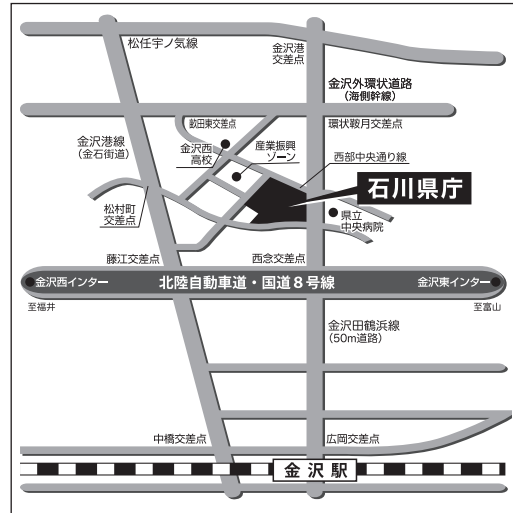 松任宇ノ気線
金沢港
交差点
金沢外環状道路
(海側幹線)
畝田東交差点
環状鞍月交差点
金沢港線
(金石街道)
金沢西
高校
産業振興
ゾーン
西部中央通り線
石川県庁
松村町
交差点
県立
中央病院
藤江交差点
西念交差点
金沢西インター
北陸自動車道・国道8号線
金沢東インター
至福井
至富山
金沢田鶴浜線
(50m道路)
中橋交差点
広岡交差点
金沢駅